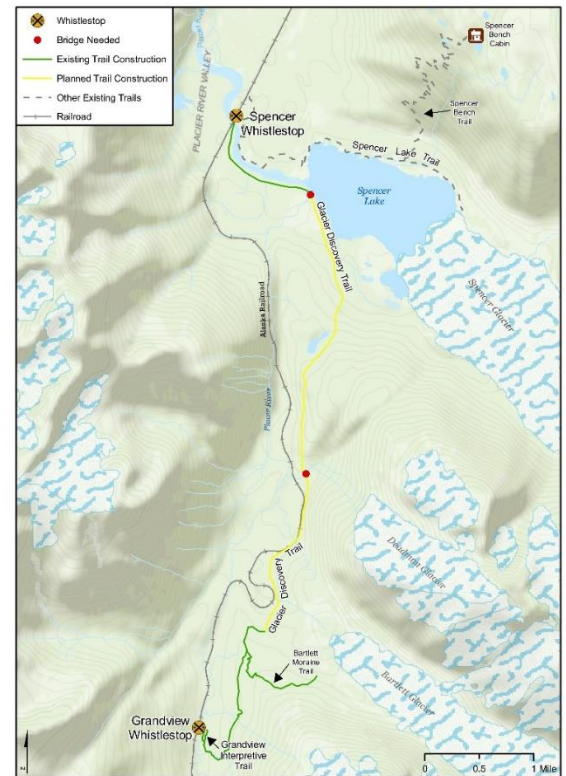 Whistlestop
Bridge Needed
Existing Trail Construction
Planned Trail Construction
Other Existing Trails
Railroad
PLACIER RIVER VALLEY
Placer River
Spencer
Bench
Cabin
Spencer
Whistlestop
Spencer
Bench
Trail
Spencer Lake Trail
Spencer
Lake
Glacier Discovery Trail
Spencer Glacier
Alaska Railroad
Placer River
Deadman Glacier
Glacier Discovery Trail
Bartlett
Moraine
Trail
Bartlett Glacier
Grandview
Whistlestop
Grandview
Interpretive
Trail
0 0.5 1 Mile